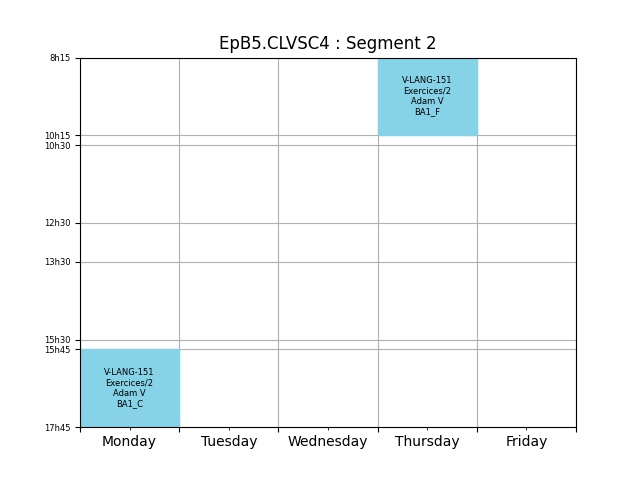 EpB5.CLVSC4 : Segment 2
8h15
V-LANG-151
Exercices/2
Adam V
BA1_F
10h15
10h30
12h30
13h30
15h30
15h45
V-LANG-151
Exercices/2
Adam V
BA1_C
17h45
Monday Tuesday Wednesday Thursday Friday